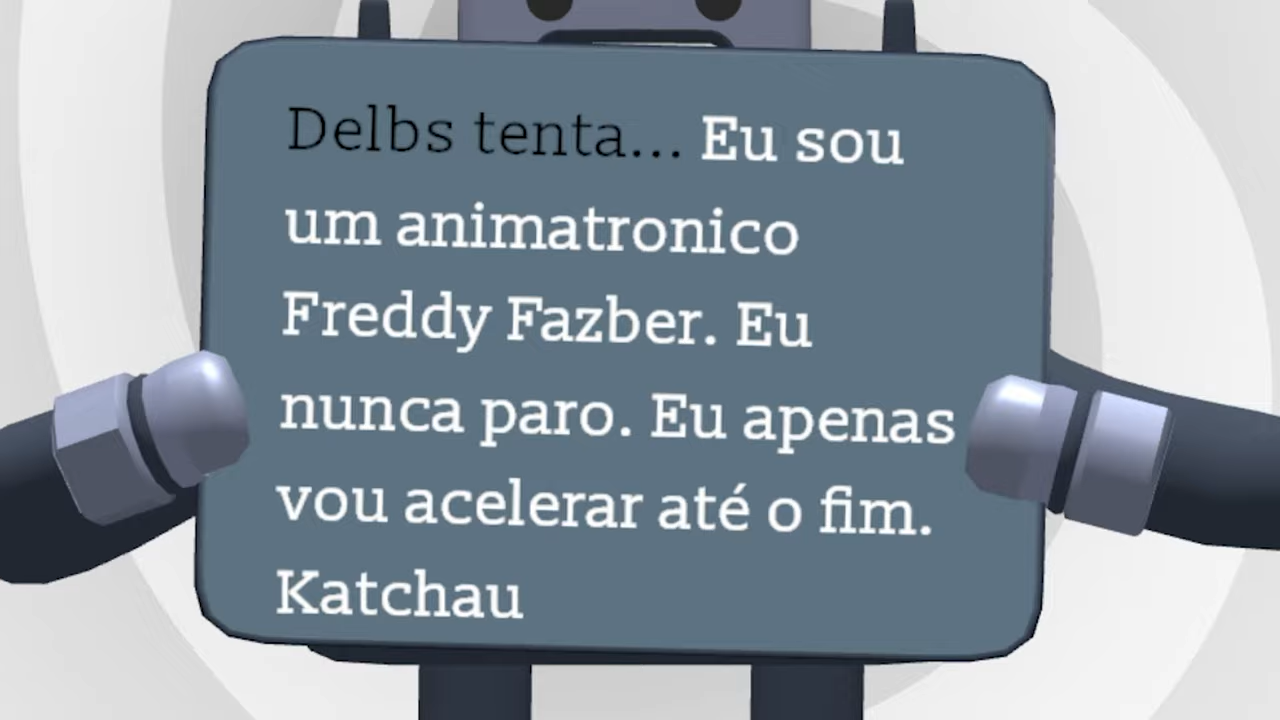 Delbs tenta... Eu sou
um animatronico
Freddy Fazber. Eu
nunca paro. Eu apenas
vou acelerar até o fim.
Katchau